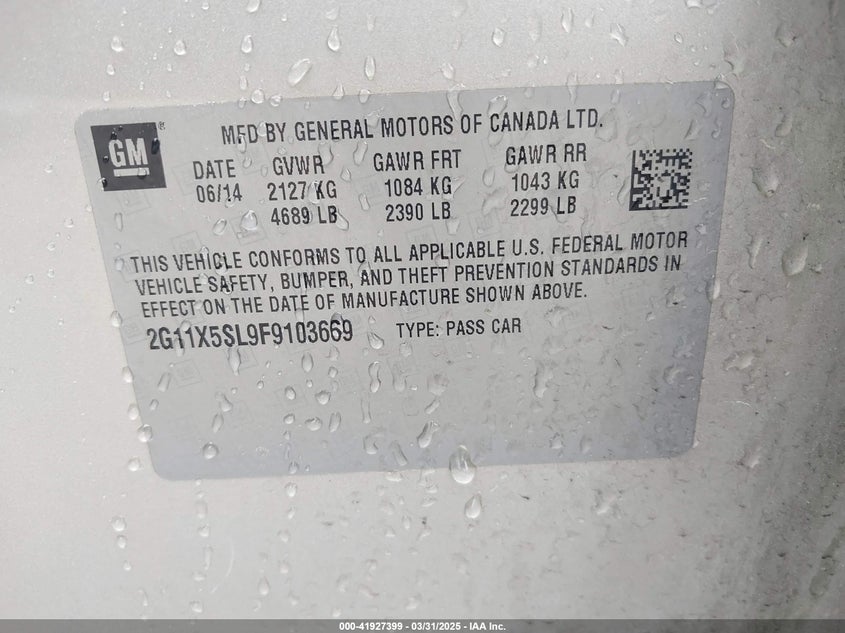 GM
®
MFD BY GENERAL MOTORS OF CANADA LTD.
DATE GVWR GAWR FRT GAWR RR
06/14 2127 KG 1084 KG 1043 KG
4689 LB 2390 LB 2299 LB
THIS VEHICLE CONFORMS TO ALL APPLICABLE U.S. FEDERAL MOTOR
VEHICLE SAFETY, BUMPER, AND THEFT PREVENTION STANDARDS IN
EFFECT ON THE DATE OF MANUFACTURE SHOWN ABOVE.
2G11X5SL9F9103669 TYPE: PASS CAR
000-41927399 - 03/31/2025 - IAA Inc.